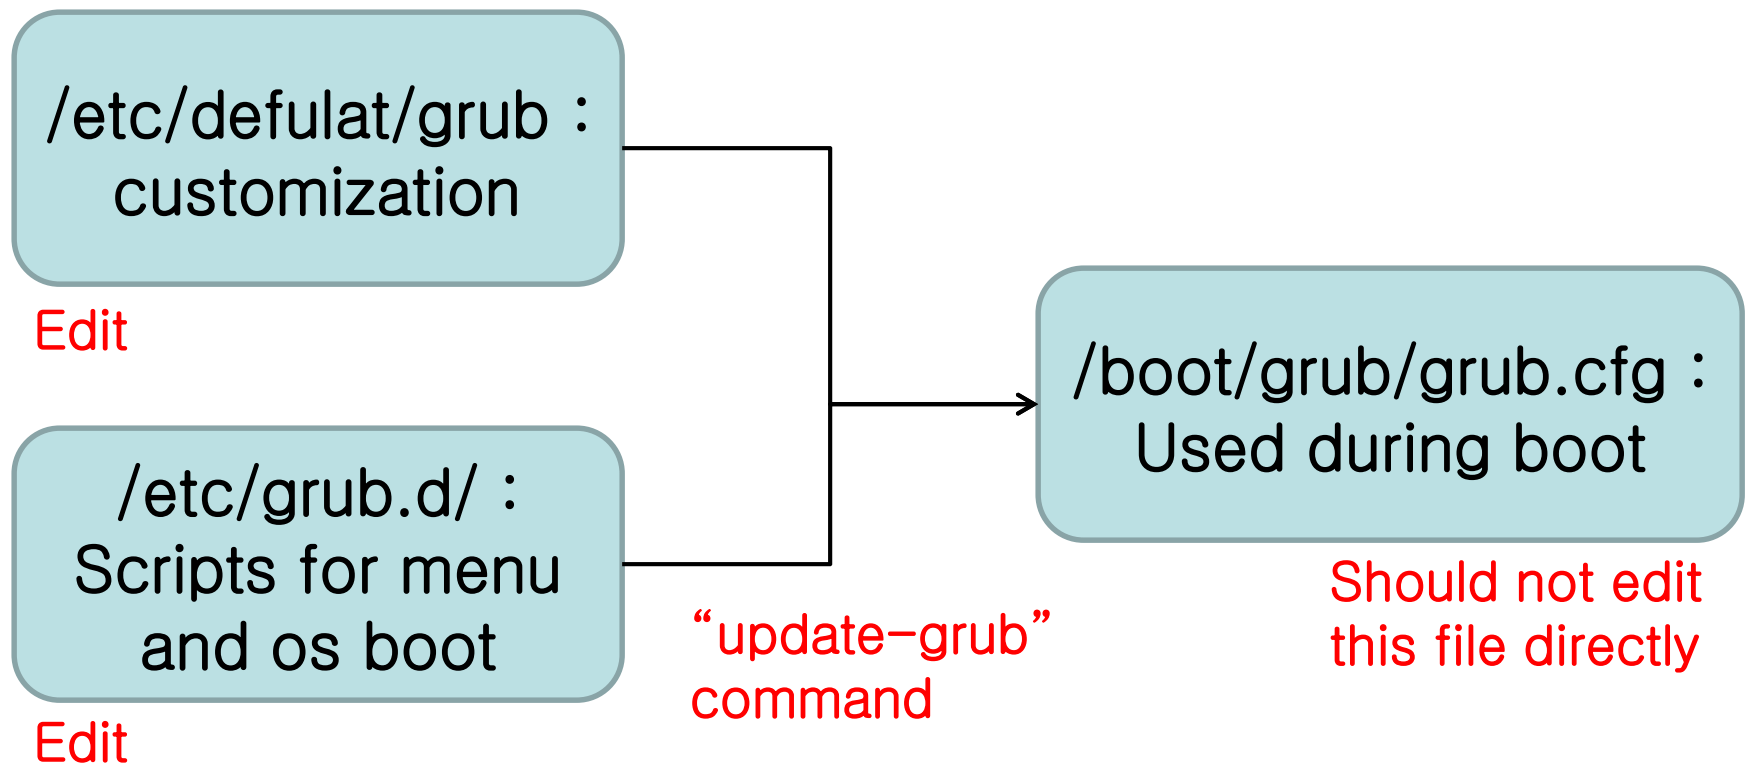 /etc/defulat/grub :
customization
Edit
/etc/grub.d/ :
Scripts for menu
and os boot
Edit
“update-grub”
command
/boot/grub/grub.cfg :
Used during boot
Should not edit
this file directly